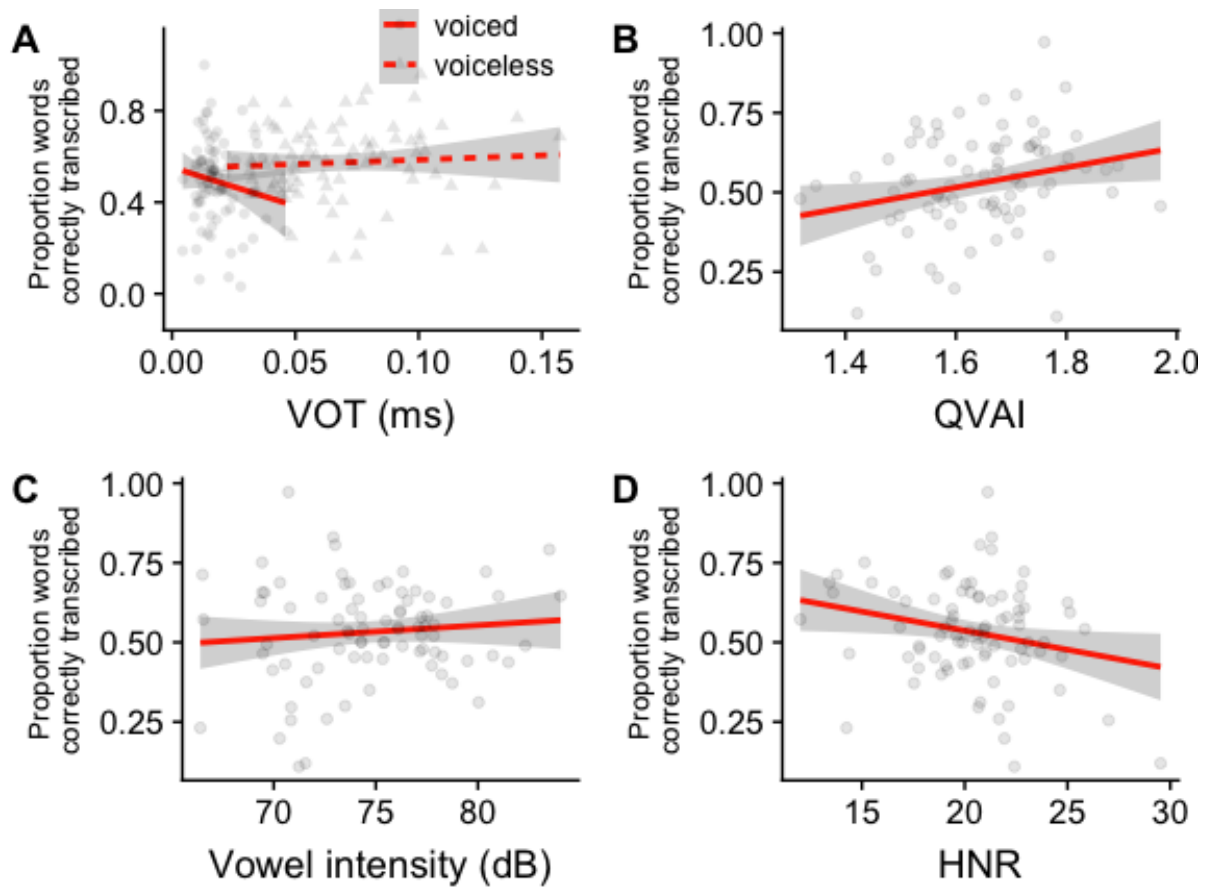 A
voiced
voiceless
Proportion words
correctly transcribed
0.8
0.4
0.0
0.00 0.05 0.10 0.15
VOT (ms)
B
Proportion words
correctly transcribed
1.00
0.75
0.50
0.25
1.4 1.6 1.8 2.0
QVAI
C
Proportion words
correctly transcribed
1.00
0.75
0.50
0.25
70 75 80
Vowel intensity (dB)
D
Proportion words
correctly transcribed
1.00
0.75
0.50
0.25
15 20 25 30
HNR